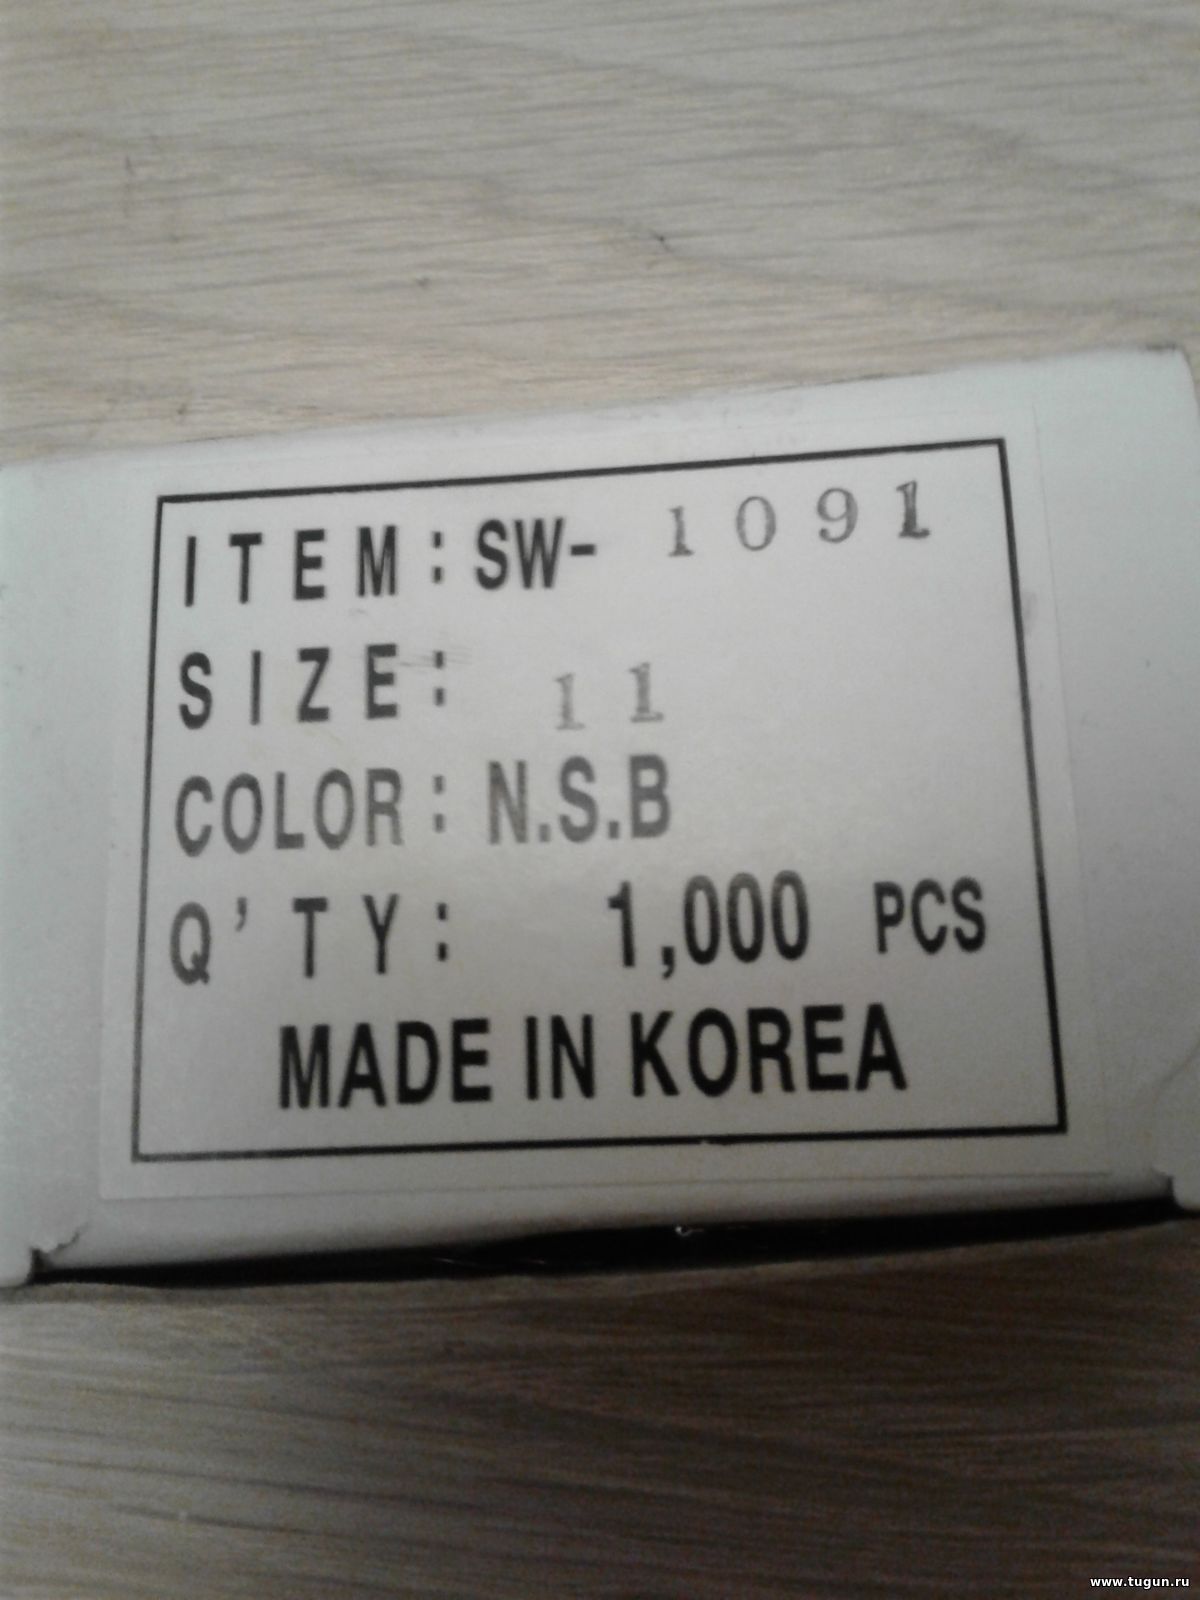 ITEM: SW- 1091
SIZE: 11
COLOR: N.S.B
Q'TY: 1,000 PCS
MADE IN KOREA
www.tugun.ru